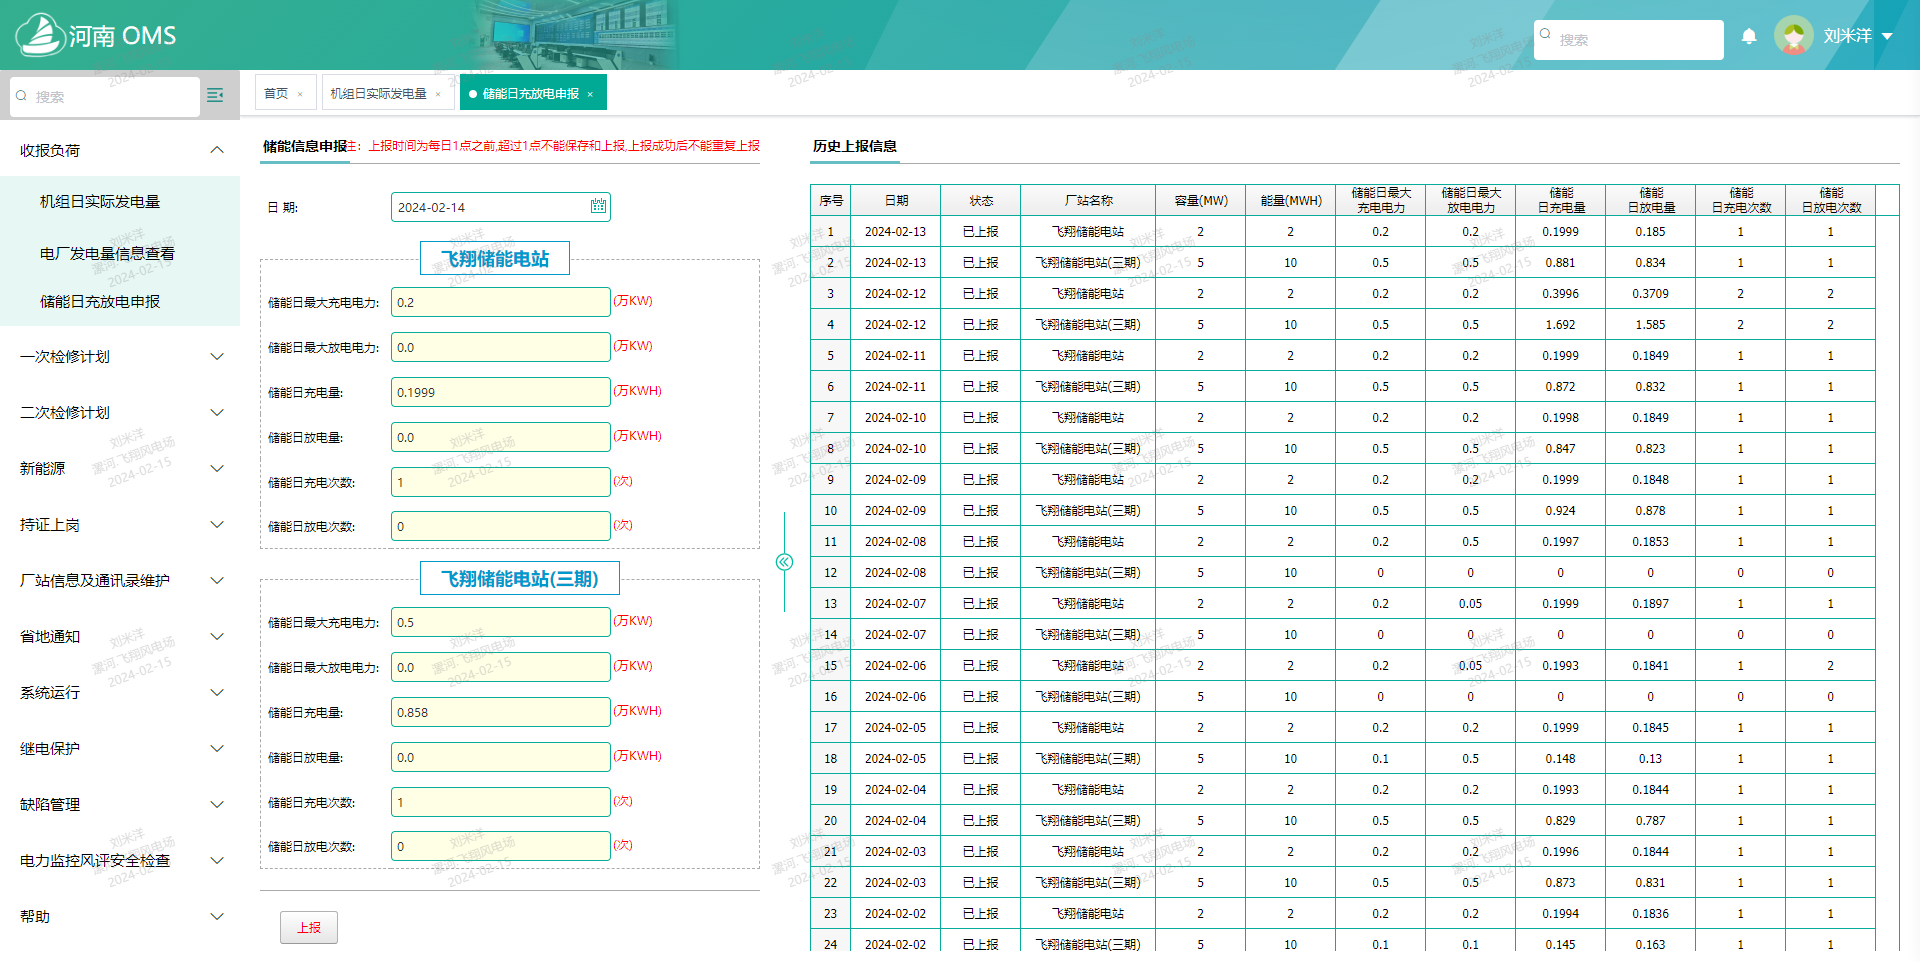 河南 OMS
搜索
刘米洋
搜索
首页 ×
机组日实际发电量 ×
储能日充放电申报 ×
收报负荷
机组日实际发电量
电厂发电量信息查看
储能日充放电申报
一次检修计划
二次检修计划
新能源
持证上岗
厂站信息及通讯录维护
省地通知
系统运行
继电保护
缺陷管理
电力监控风评安全检查
帮助
储能信息申报
注: 上报时间为每日1点之前,超过1点不能保存和上报,上报成功后不能重复上报
日 期: 2024-02-14
飞翔储能电站
储能日最大充电电力: 0.2 (万KW)
储能日最大放电电力: 0.0 (万KW)
储能日充电量: 0.1999 (万KWH)
储能日放电量: 0.0 (万KWH)
储能日充电次数: 1 (次)
储能日放电次数: 0 (次)
飞翔储能电站(三期)
储能日最大充电电力: 0.5 (万KW)
储能日最大放电电力: 0.0 (万KW)
储能日充电量: 0.858 (万KWH)
储能日放电量: 0.0 (万KWH)
储能日充电次数: 1 (次)
储能日放电次数: 0 (次)
上报
历史上报信息
序号 日期 状态 厂站名称 容量(MW) 能量(MWH) 储能日最大充电电力 储能日最大放电电力 储能日充电量 储能日放电量 储能日充电次数 储能日放电次数
1 2024-02-13 已上报 飞翔储能电站 2 2 0.2 0.2 0.1999 0.185 1 1
2 2024-02-13 已上报 飞翔储能电站(三期) 5 10 0.5 0.5 0.881 0.834 1 1
3 2024-02-12 已上报 飞翔储能电站 2 2 0.2 0.2 0.3996 0.3709 2 2
4 2024-02-12 已上报 飞翔储能电站(三期) 5 10 0.5 0.5 1.692 1.585 2 2
5 2024-02-11 已上报 飞翔储能电站 2 2 0.2 0.2 0.1999 0.1849 1 1
6 2024-02-11 已上报 飞翔储能电站(三期) 5 10 0.5 0.5 0.872 0.832 1 1
7 2024-02-10 已上报 飞翔储能电站 2 2 0.2 0.2 0.1998 0.1849 1 1
8 2024-02-10 已上报 飞翔储能电站(三期) 5 10 0.5 0.5 0.847 0.823 1 1
9 2024-02-09 已上报 飞翔储能电站 2 2 0.2 0.2 0.1999 0.1848 1 1
10 2024-02-09 已上报 飞翔储能电站(三期) 5 10 0.5 0.5 0.924 0.878 1 1
11 2024-02-08 已上报 飞翔储能电站 2 2 0.2 0.5 0.1997 0.1853 1 1
12 2024-02-08 已上报 飞翔储能电站(三期) 5 10 0 0 0 0 0 0
13 2024-02-07 已上报 飞翔储能电站 2 2 0.2 0.05 0.1999 0.1897 1 1
14 2024-02-07 已上报 飞翔储能电站(三期) 5 10 0 0 0 0 0 0
15 2024-02-06 已上报 飞翔储能电站 2 2 0.2 0.05 0.1993 0.1841 1 2
16 2024-02-06 已上报 飞翔储能电站(三期) 5 10 0 0 0 0 0 0
17 2024-02-05 已上报 飞翔储能电站 2 2 0.2 0.2 0.1999 0.1845 1 1
18 2024-02-05 已上报 飞翔储能电站(三期) 5 10 0.1 0.5 0.148 0.13 1 1
19 2024-02-04 已上报 飞翔储能电站 2 2 0.2 0.2 0.1993 0.1844 1 1
20 2024-02-04 已上报 飞翔储能电站(三期) 5 10 0.5 0.5 0.829 0.787 1 1
21 2024-02-03 已上报 飞翔储能电站 2 2 0.2 0.2 0.1996 0.1844 1 1
22 2024-02-03 已上报 飞翔储能电站(三期) 5 10 0.5 0.5 0.873 0.831 1 1
23 2024-02-02 已上报 飞翔储能电站 2 2 0.2 0.2 0.1994 0.1836 1 1
24 2024-02-02 已上报 飞翔储能电站(三期) 5 10 0.1 0.1 0.145 0.163 1 1
刘米洋
漯河.飞翔风电场
2024-02-15